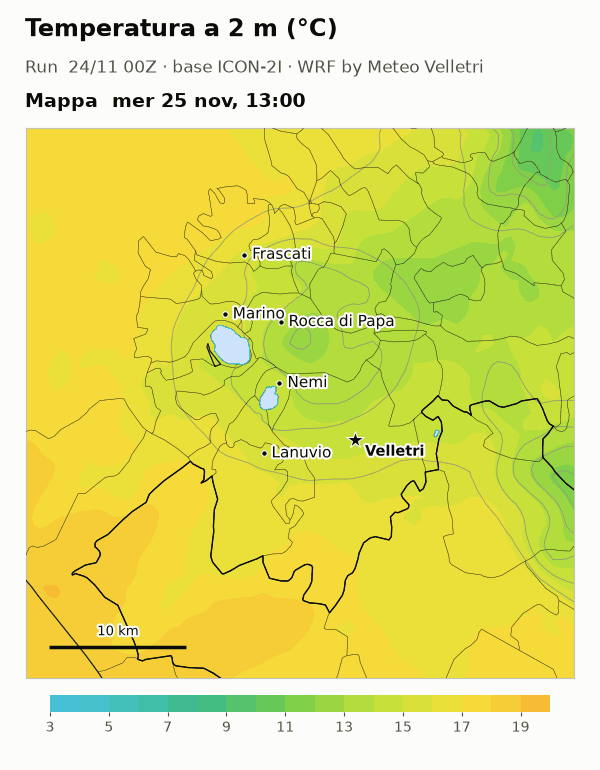 Temperatura a 2 m (°C)
Run  24/11 00Z · base ICON-2I · WRF by Meteo Velletri
Mappa  mer 25 nov, 13:00
Frascati
Marino
Rocca di Papa
Nemi
Velletri
Lanuvio
10 km
3 5 7 9 11 13 15 17 19